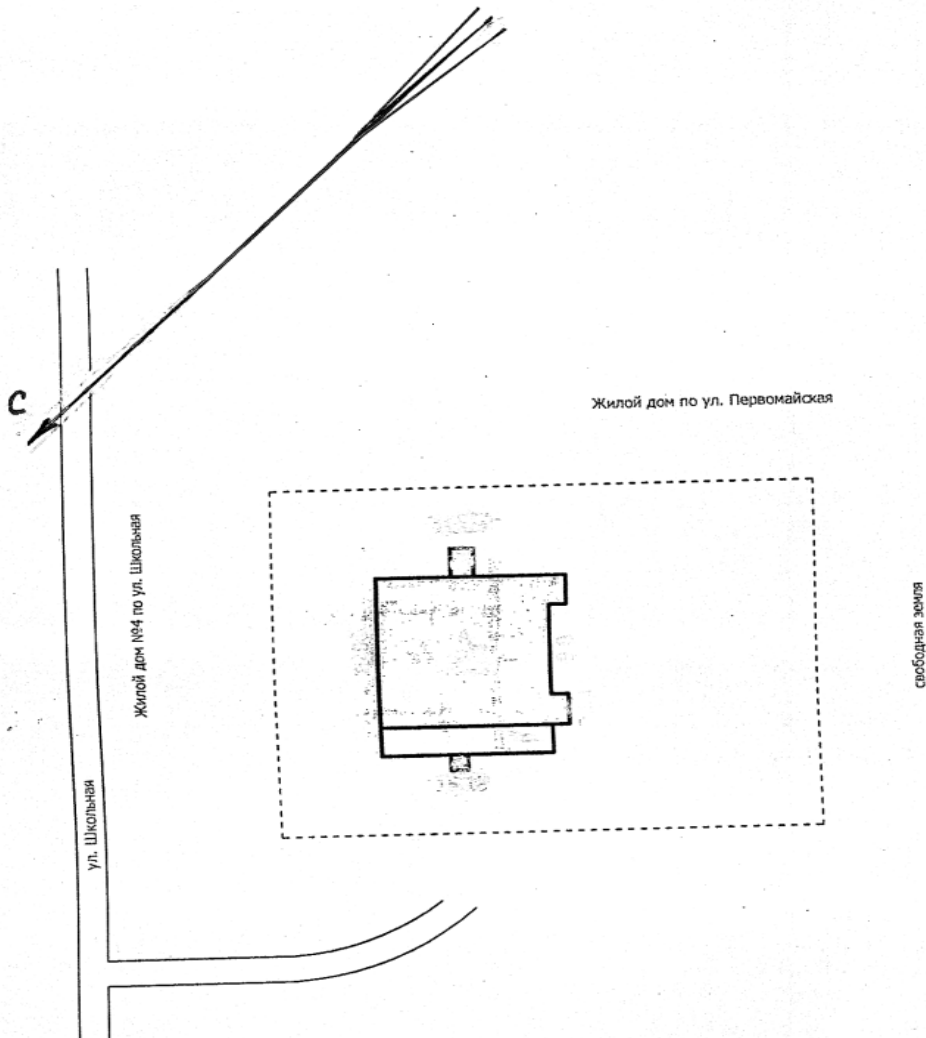 С
Жилой дом по ул. Первомайская
Жилой дом №4 по ул. Школьная
свободная земля
ул. Школьная